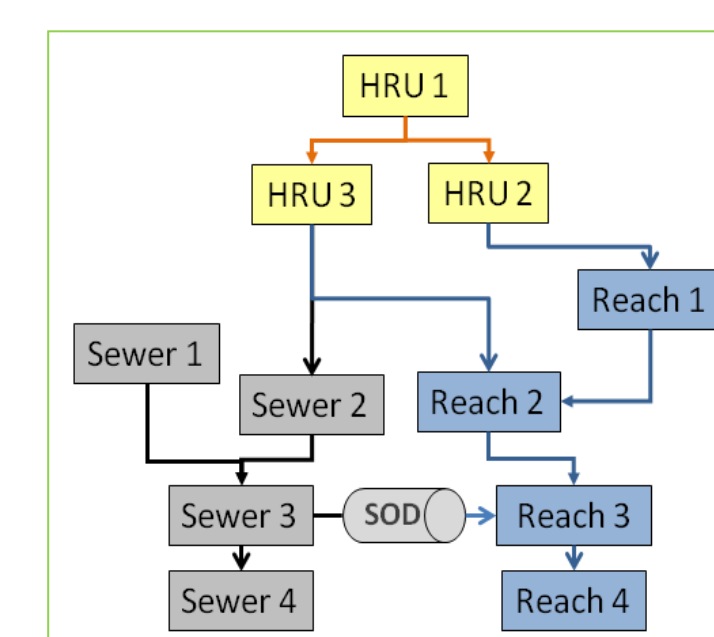 HRU 1
HRU 3
HRU 2
Reach 1
Sewer 1
Sewer 2
Reach 2
Sewer 3
SOD
Reach 3
Sewer 4
Reach 4